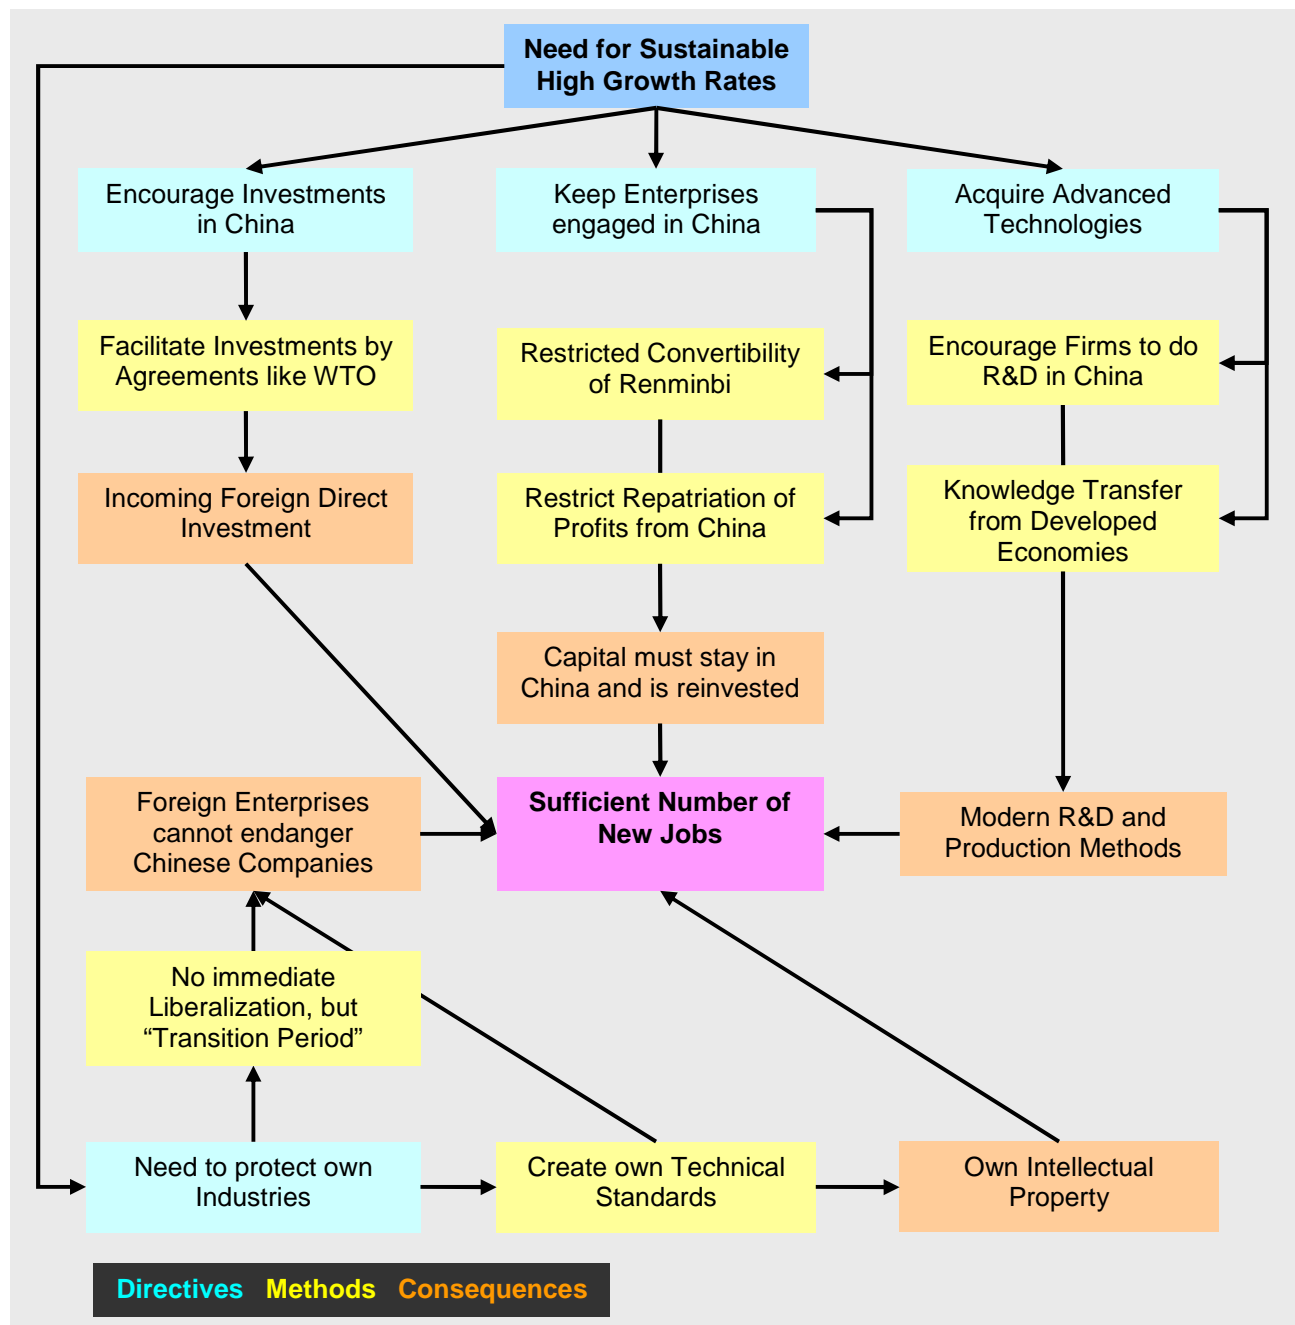 Need for Sustainable
High Growth Rates
Encourage Investments
in China
Keep Enterprises
engaged in China
Acquire Advanced
Technologies
Facilitate Investments by
Agreements like WTO
Restricted Convertibility
of Renminbi
Encourage Firms to do
R&D in China
Incoming Foreign Direct
Investment
Restrict Repatriation of
Profits from China
Knowledge Transfer
from Developed
Economies
Capital must stay in
China and is reinvested
Foreign Enterprises
cannot endanger
Chinese Companies
Sufficient Number of
New Jobs
Modern R&D and
Production Methods
No immediate
Liberalization, but
“Transition Period”
Need to protect own
Industries
Create own Technical
Standards
Own Intellectual
Property
Directives Methods Consequences